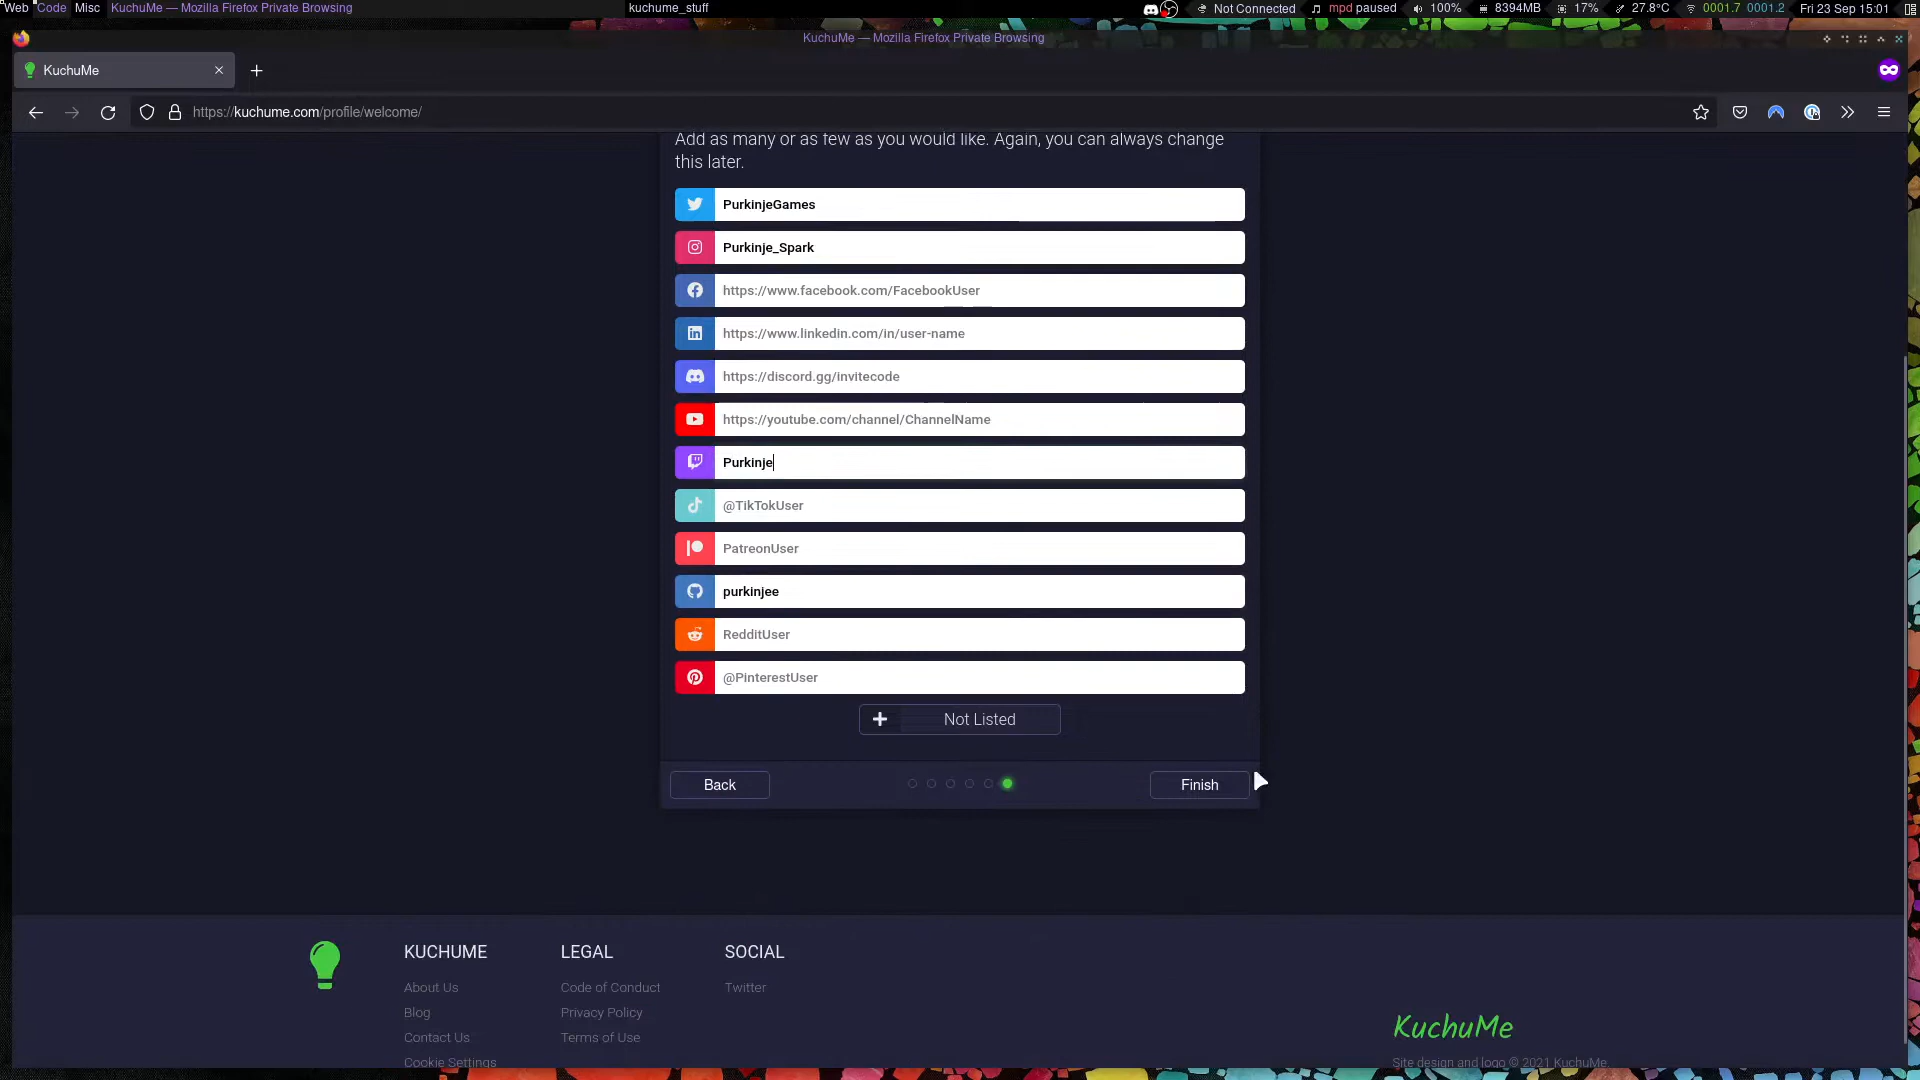 Web Code Misc KuchuMe — Mozilla Firefox Private Browsing kuchume_stuff Not Connected mpd paused 100% 8394MB 17% 27.8°C 0001.7 0001.2 Fri 23 Sep 15:01
KuchuMe — Mozilla Firefox Private Browsing
KuchuMe
https://kuchume.com/profile/welcome/
Add as many or as few as you would like. Again, you can always change
this later.
PurkinjeGames
Purkinje_Spark
https://www.facebook.com/FacebookUser
https://www.linkedin.com/in/user-name
https://discord.gg/invitecode
https://youtube.com/channel/ChannelName
Purkinje
@TikTokUser
PatreonUser
purkinjee
RedditUser
@PinterestUser
Not Listed
Back Finish
KUCHUME LEGAL SOCIAL
About Us Code of Conduct Twitter
Blog Privacy Policy
Contact Us Terms of Use
KuchuMe
Cookie Settings Site design and logo © 2021 KuchuMe.